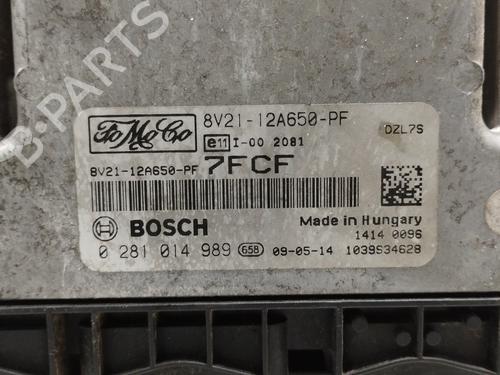 B-PARTS
FoMoCo
8V21-12A650-PF
DZL7S
e11 I-00 2081
8V21-12A650-PF 7FCF
BOSCH
Made in Hungary
0 281 014 989 658 09-05-14
1414 0096
1039S34628
B-PARTS